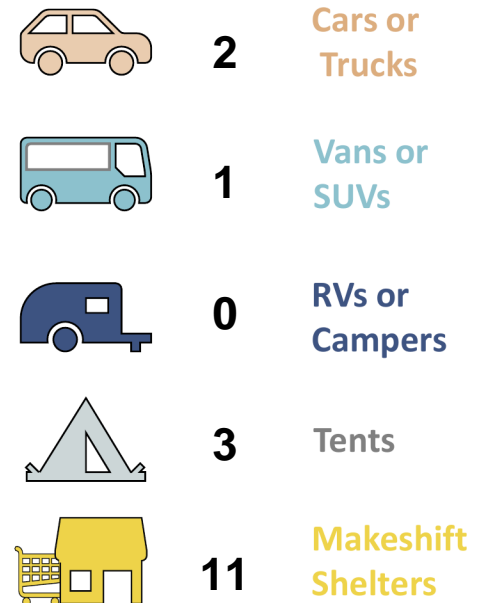 2 Cars or
Trucks
1 Vans or
SUVs
0 RVs or
Campers
3 Tents
11 Makeshift
Shelters